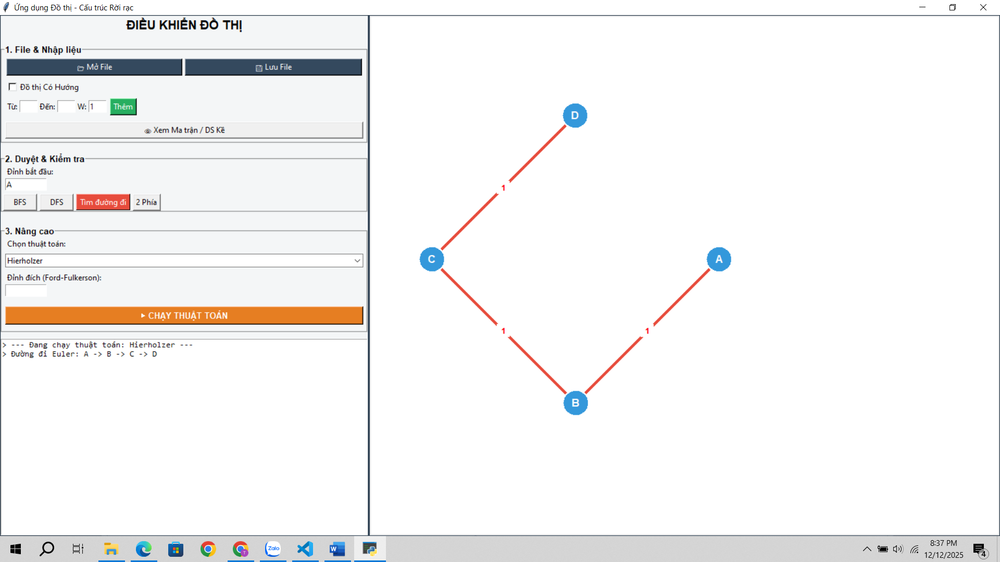 Ứng dụng Đồ thị - Cấu trúc Rời rạc
ĐIỀU KHIỂN ĐỒ THỊ
1. File & Nhập liệu
Mở File
Lưu File
Đồ thị Có Hướng
Từ: Đến: W: 1 Thêm
Xem Ma trận / DS Kề
2. Duyệt & Kiểm tra
Đỉnh bắt đầu:
A
BFS DFS Tìm đường đi 2 Phía
3. Nâng cao
Chọn thuật toán:
Hierholzer
Đỉnh đích (Ford-Fulkerson):
CHẠY THUẬT TOÁN
> --- Đang chạy thuật toán: Hierholzer ---
> Đường đi Euler: A -> B -> C -> D
D
1
C
A
1
1
B
Zalo
W
T
8:37 PM
12/12/2025
4